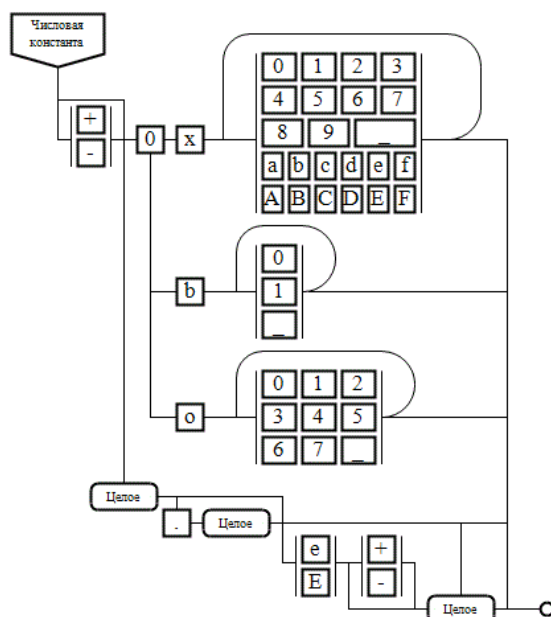 Числовая
константа
0 1 2 3
+ 4 5 6 7
- 0 x 8 9 _
a b c d e f
A B C D E F
0
b 1
_
0 1 2
o 3 4 5
6 7 _
Целое
. Целое
e +
E -
Целое